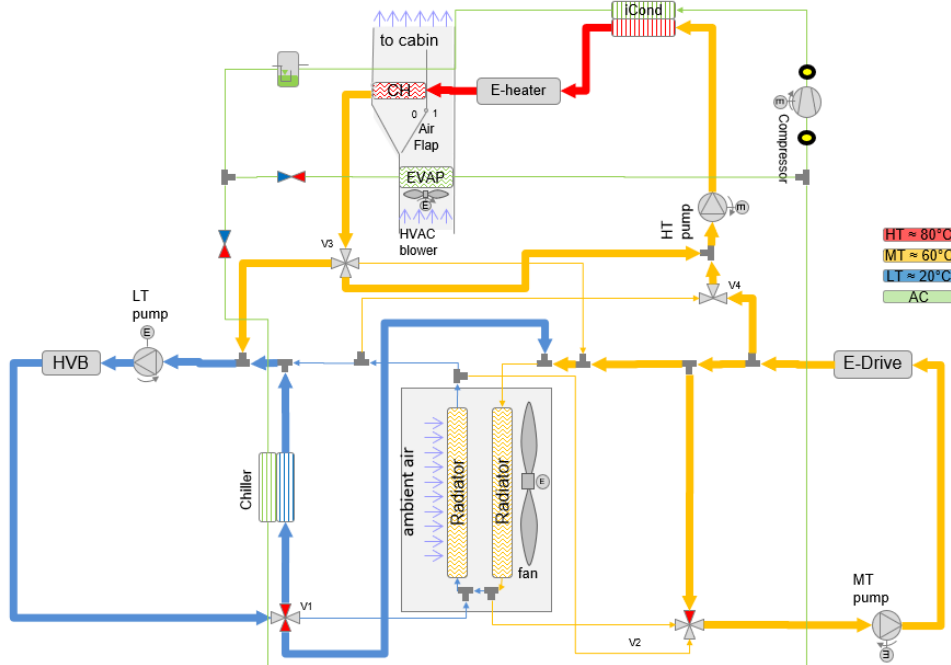 iCond
to cabin
CH
E-heater
0
1
Air
Flap
m
Compressor
EVAP
E
HVAC
blower
HT
pump
m
HT ≈ 80°C
MT ≈ 60°C
LT ≈ 20°C
AC
V3
V4
LT
pump
E
HVB
E-Drive
Chiller
ambient air
Radiator
Radiator
E
fan
V1
V2
MT
pump
m